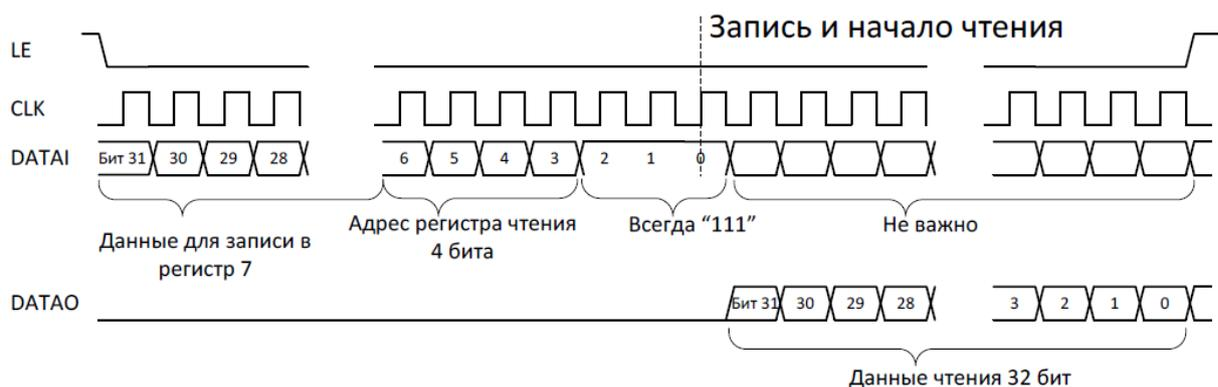 Запись и начало чтения
LE
CLK
DATAI
Бит 31 30 29 28 6 5 4 3 2 1 0
Данные для записи в
регистр 7
Адрес регистра чтения
4 бита
Всегда “111”
Не важно
DATAO
Бит 31 30 29 28 3 2 1 0
Данные чтения 32 бит